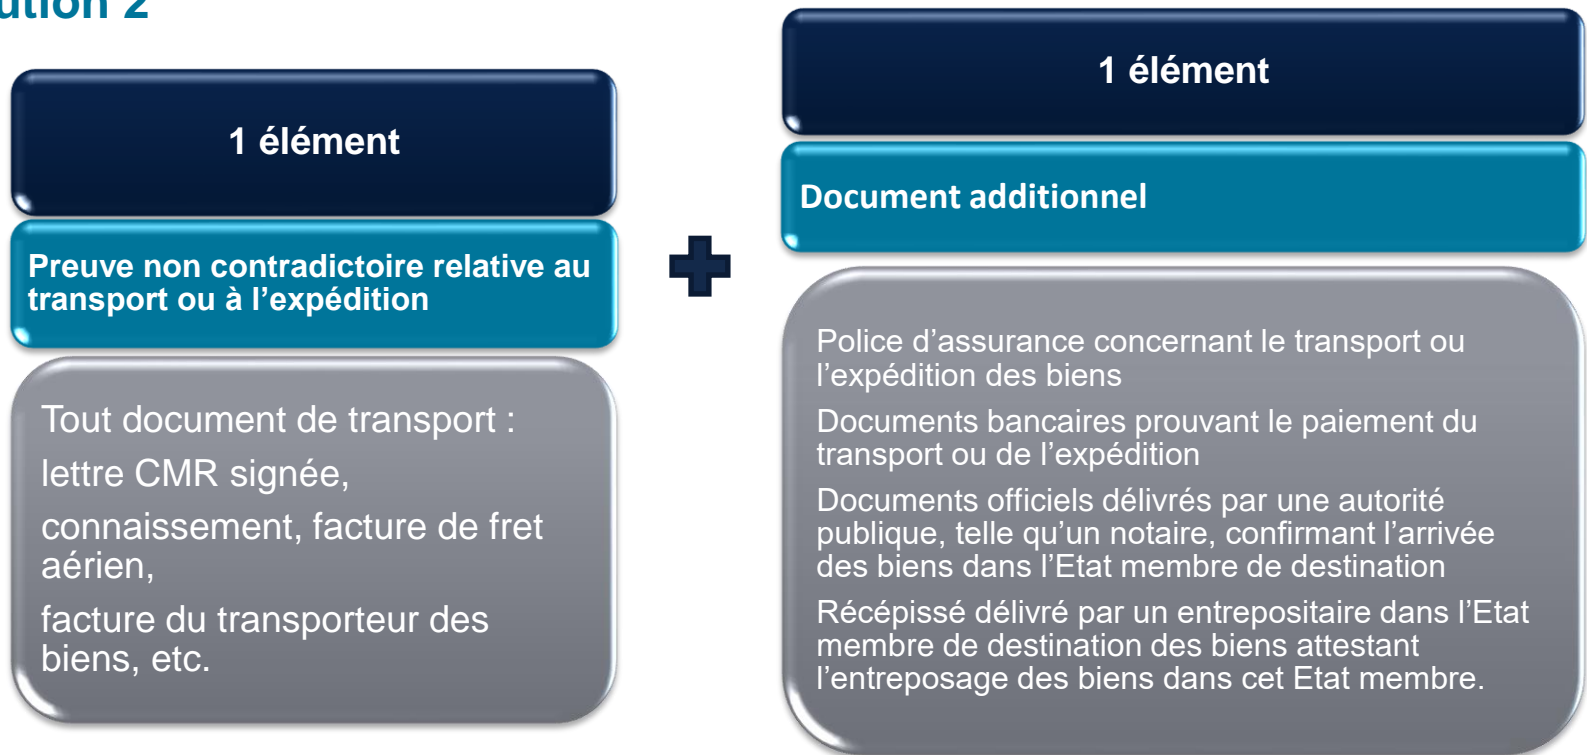 2
1 élément
Preuve non contradictoire relative au
transport ou à l’expédition
Tout document de transport :
lettre CMR signée,
connaissement, facture de fret
aérien,
facture du transporteur des
biens, etc.
1 élément
Document additionnel
Police d’assurance concernant le transport ou
l’expédition des biens
Documents bancaires prouvant le paiement du
transport ou de l’expédition
Documents officiels délivrés par une autorité
publique, telle qu’un notaire, confirmant l’arrivée
des biens dans l’Etat membre de destination
Récépissé délivré par un entrepositaire dans l’Etat
membre de destination des biens attestant
l’entreposage des biens dans cet Etat membre.